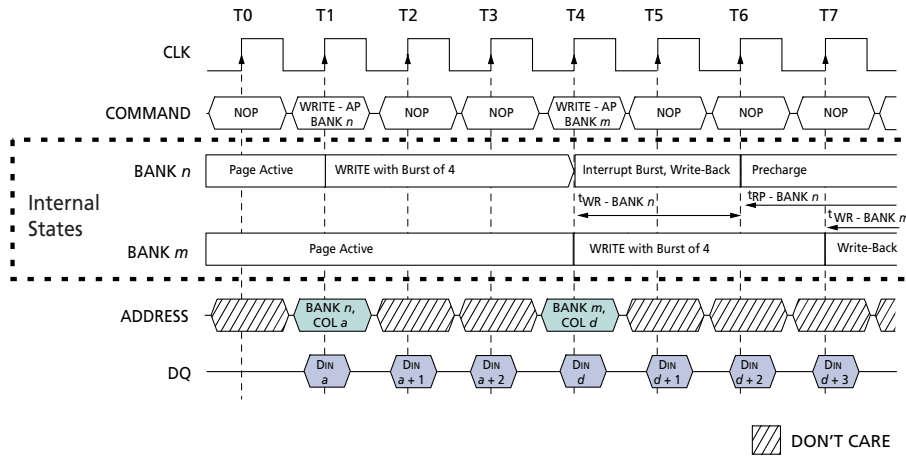 T0 T1 T2 T3 T4 T5 T6 T7
CLK
COMMAND NOP WRITE - AP BANK n NOP NOP WRITE - AP BANK m NOP NOP NOP
Internal States
BANK n Page Active WRITE with Burst of 4 Interrupt Burst, Write-Back Precharge
tWR - BANK n tRP - BANK n
tWR - BANK m
BANK m Page Active WRITE with Burst of 4 Write-Back
ADDRESS BANK n, COL a BANK m, COL d
DQ DIN a DIN a + 1 DIN a + 2 DIN d DIN d + 1 DIN d + 2 DIN d + 3
DON'T CARE